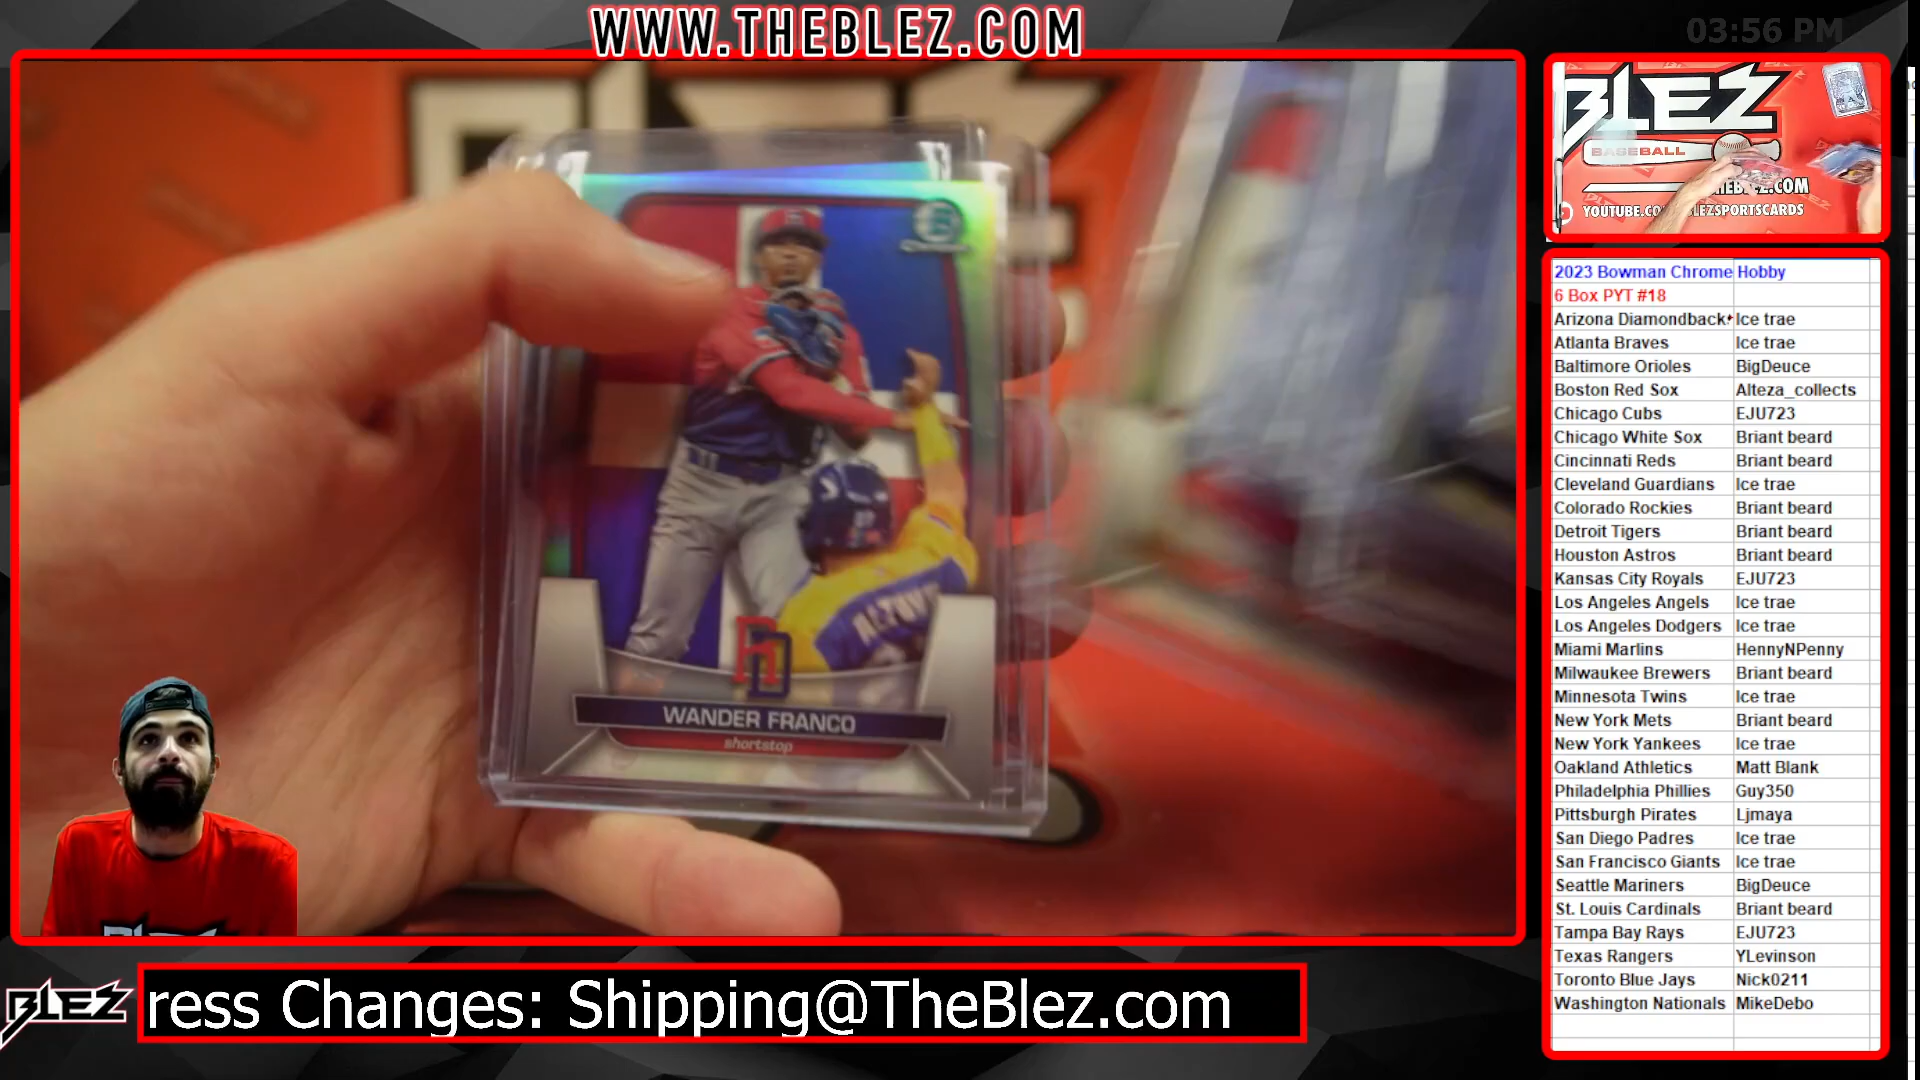 WWW.THEBLEZ.COM
03:56 PM
BLEZ
BASEBALL
THEBLEZ.COM
WANDER FRANCO
shortstop
2023 Bowman Chrome Hobby
6 Box PYT #18
Arizona Diamondback Ice trae
Atlanta Braves Ice trae
Baltimore Orioles BigDeuce
Boston Red Sox Alteza_collects
Chicago Cubs EJU723
Chicago White Sox Briant beard
Cincinnati Reds Briant beard
Cleveland Guardians Ice trae
Colorado Rockies Briant beard
Detroit Tigers Briant beard
Houston Astros Briant beard
Kansas City Royals EJU723
Los Angeles Angels Ice trae
Los Angeles Dodgers Ice trae
Miami Marlins HennyNPenny
Milwaukee Brewers Briant beard
Minnesota Twins Ice trae
New York Mets Briant beard
New York Yankees Ice trae
Oakland Athletics Matt Blank
Philadelphia Phillies Guy350
Pittsburgh Pirates Ljmaya
San Diego Padres Ice trae
San Francisco Giants Ice trae
Seattle Mariners BigDeuce
St. Louis Cardinals Briant beard
Tampa Bay Rays EJU723
Texas Rangers YLevinson
Toronto Blue Jays Nick0211
Washington Nationals MikeDebo
BLEZ
ress Changes: Shipping@TheBlez.com